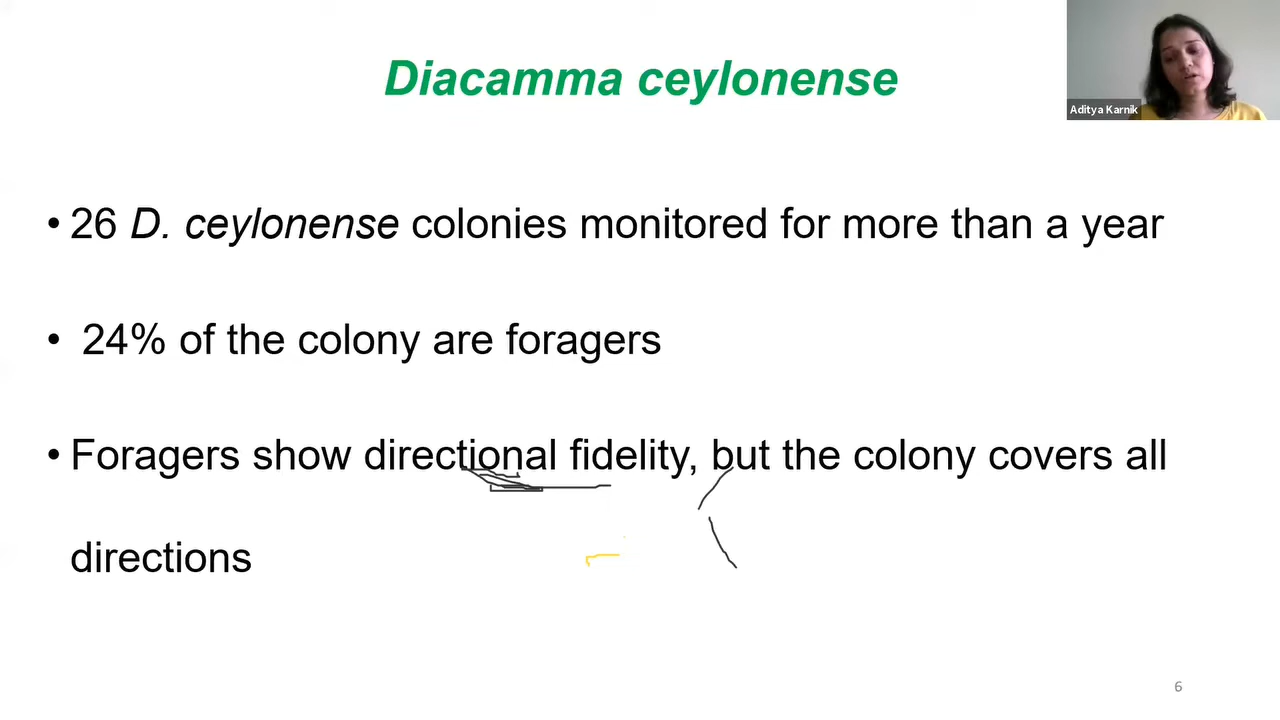 Diacamma ceylonense
Aditya Karnik
• 26 D. ceylonense colonies monitored for more than a year
• 24% of the colony are foragers
• Foragers show directional fidelity, but the colony covers all
directions
6